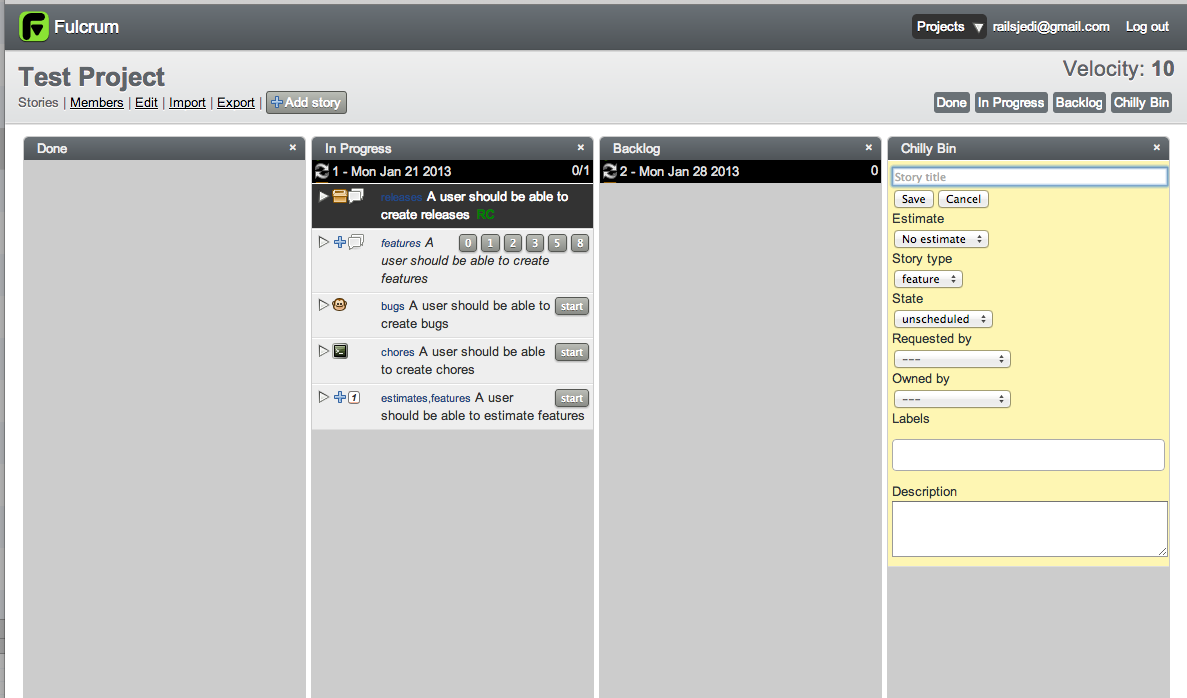 Fulcrum
Projects ▼ railsjedi@gmail.com Log out
Test Project
Velocity: 10
Stories | Members | Edit | Import | Export | Add story
Done In Progress Backlog Chilly Bin
Done ×
In Progress ×
1 - Mon Jan 21 2013 0/1
releases A user should be able to
create releases RC
features A 0 1 2 3 5 8
user should be able to create
features
bugs A user should be able to start
create bugs
chores A user should be able start
to create chores
estimates,features A user start
1
should be able to estimate features
Backlog ×
2 - Mon Jan 28 2013 0
Chilly Bin ×
Story title
Save Cancel
Estimate
No estimate
Story type
feature
State
unscheduled
Requested by
---
Owned by
---
Labels
Description